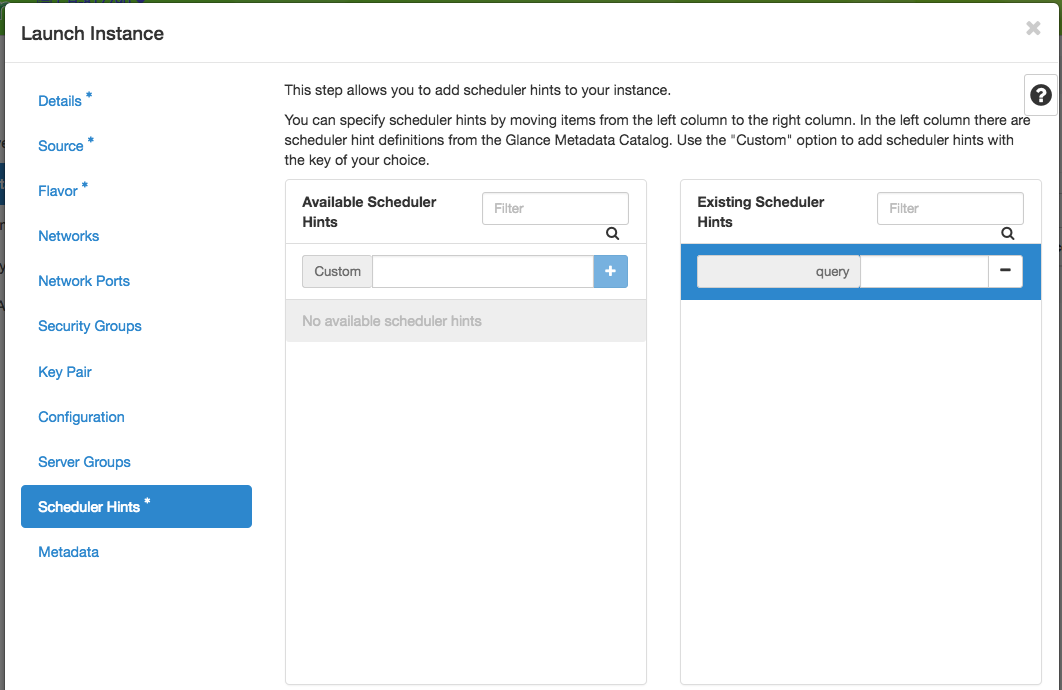 Launch Instance
Details *
Source *
Flavor *
Networks
Network Ports
Security Groups
Key Pair
Configuration
Server Groups
Scheduler Hints *
Metadata
This step allows you to add scheduler hints to your instance.
You can specify scheduler hints by moving items from the left column to the right column. In the left column there are
scheduler hint definitions from the Glance Metadata Catalog. Use the "Custom" option to add scheduler hints with
the key of your choice.
Available Scheduler
Hints
Filter
Custom
No available scheduler hints
Existing Scheduler
Hints
Filter
query